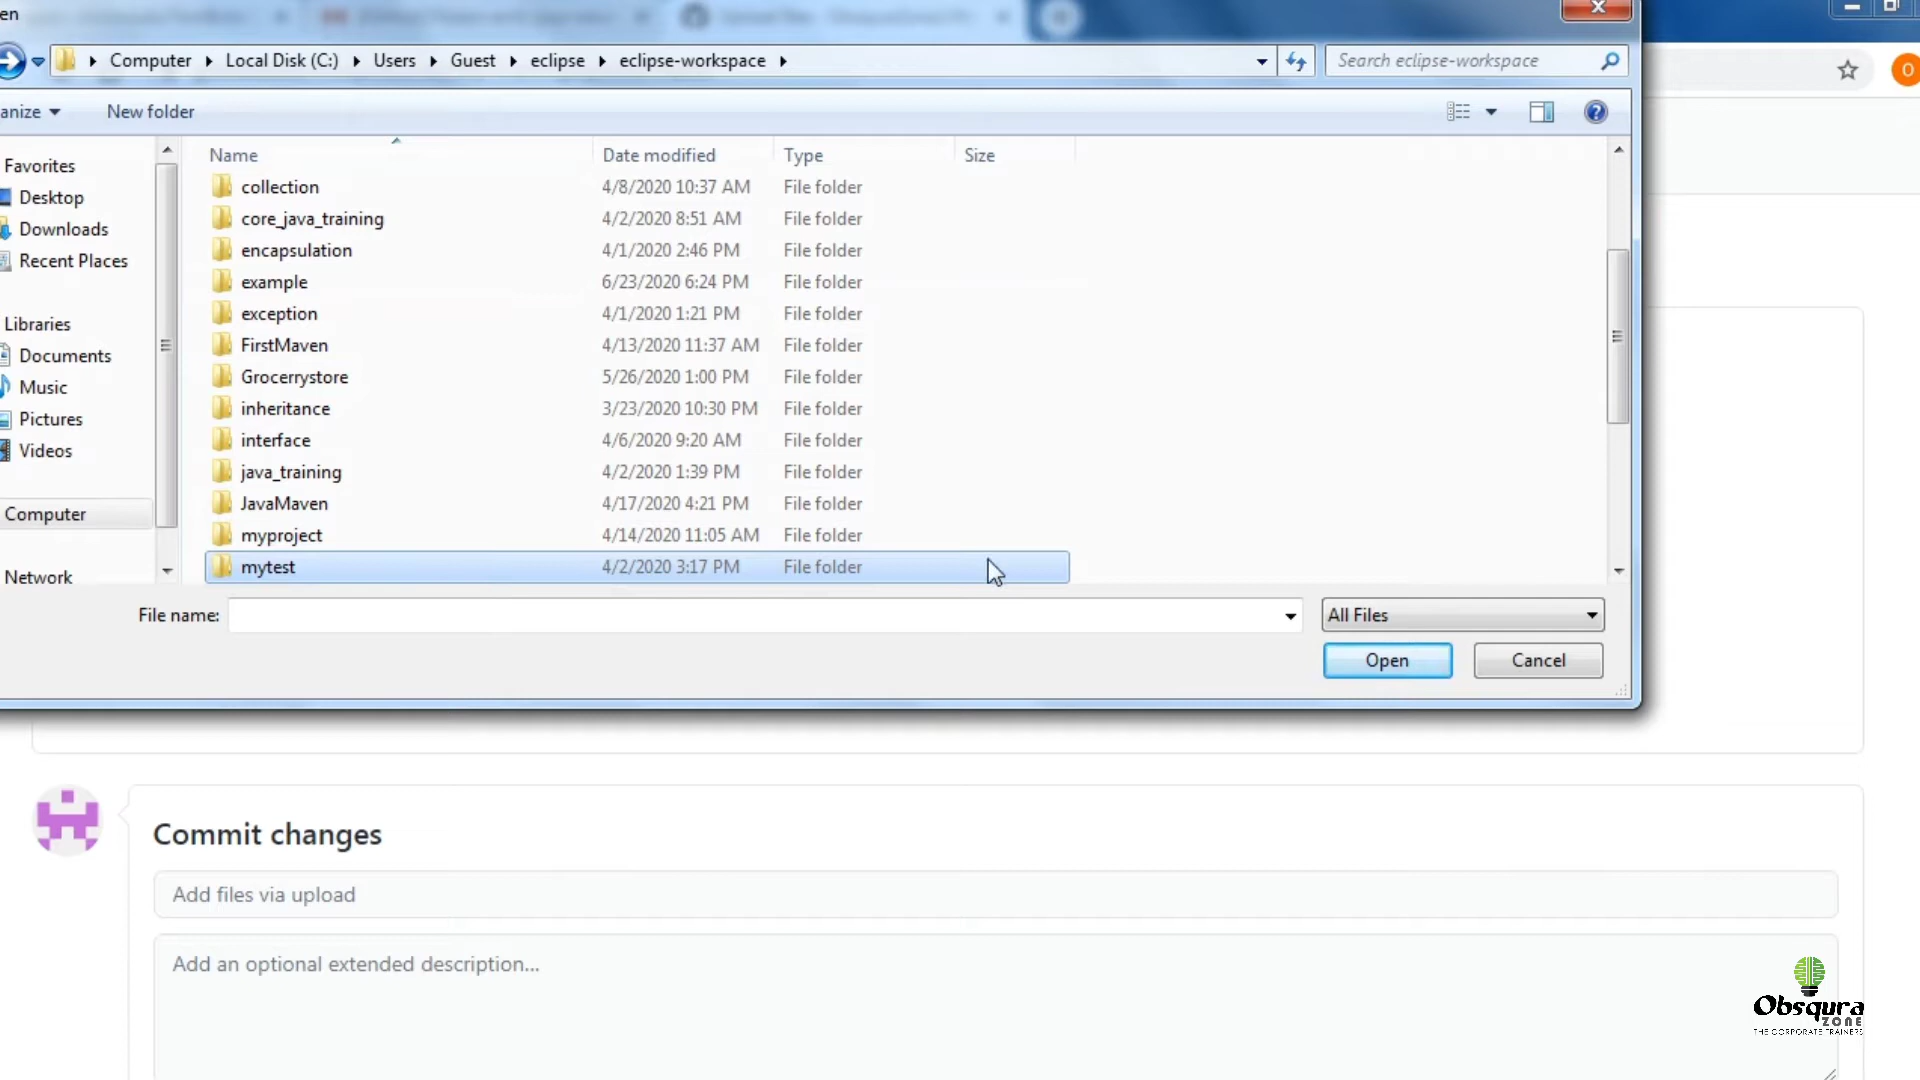 en
Computer Local Disk (C:) Users Guest eclipse eclipse-workspace Search eclipse-workspace
O
anize New folder
Name Date modified Type Size
Favorites
Desktop
Downloads
Recent Places
Libraries
Documents
Music
Pictures
Videos
Computer
Network
collection 4/8/2020 10:37 AM File folder
core_java_training 4/2/2020 8:51 AM File folder
encapsulation 4/1/2020 2:46 PM File folder
example 6/23/2020 6:24 PM File folder
exception 4/1/2020 1:21 PM File folder
FirstMaven 4/13/2020 11:37 AM File folder
Grocerrystore 5/26/2020 1:00 PM File folder
inheritance 3/23/2020 10:30 PM File folder
interface 4/6/2020 9:20 AM File folder
java_training 4/2/2020 1:39 PM File folder
JavaMaven 4/17/2020 4:21 PM File folder
myproject 4/14/2020 11:05 AM File folder
mytest 4/2/2020 3:17 PM File folder
File name: All Files
Open Cancel
Commit changes
Add files via upload
Add an optional extended description...
Obsqura
ZONE
THE CORPORATE TRAINERS